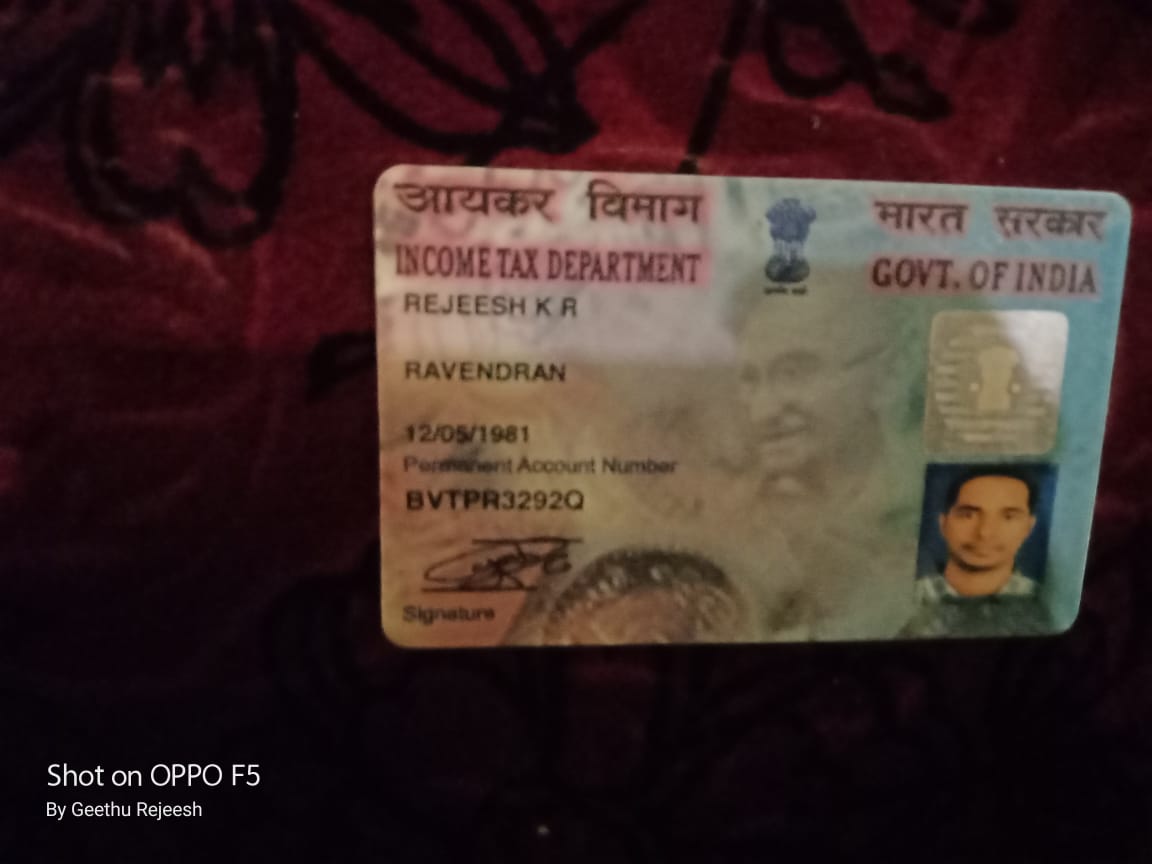 आयकर विभाग
भारत सरकार
INCOME TAX DEPARTMENT
GOVT. OF INDIA
REJEESH K R
RAVENDRAN
12/05/1981
Permanent Account Number
BVTPR3292Q
Signature
Shot on OPPO F5
By Geethu Rejeesh